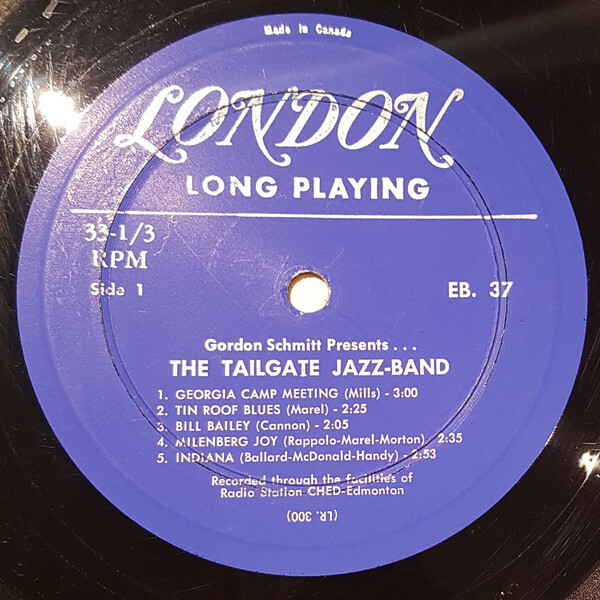 Made in Canada
LONDON
LONG PLAYING
33-1/3
RPM
Side 1
EB. 37
Gordon Schmitt Presents . . .
THE TAILGATE JAZZ-BAND
1. GEORGIA CAMP MEETING (Mills) - 3:00
2. TIN ROOF BLUES (Marel) - 2:25
3. BILL BAILEY (Cannon) - 2:05
4. MILENBERG JOY (Rappolo-Marel-Morton) - 2:35
5. INDIANA (Ballard-McDonald-Handy) - 2:53
Recorded through the facilities of
Radio Station CHED-Edmonton
(LR. 300)